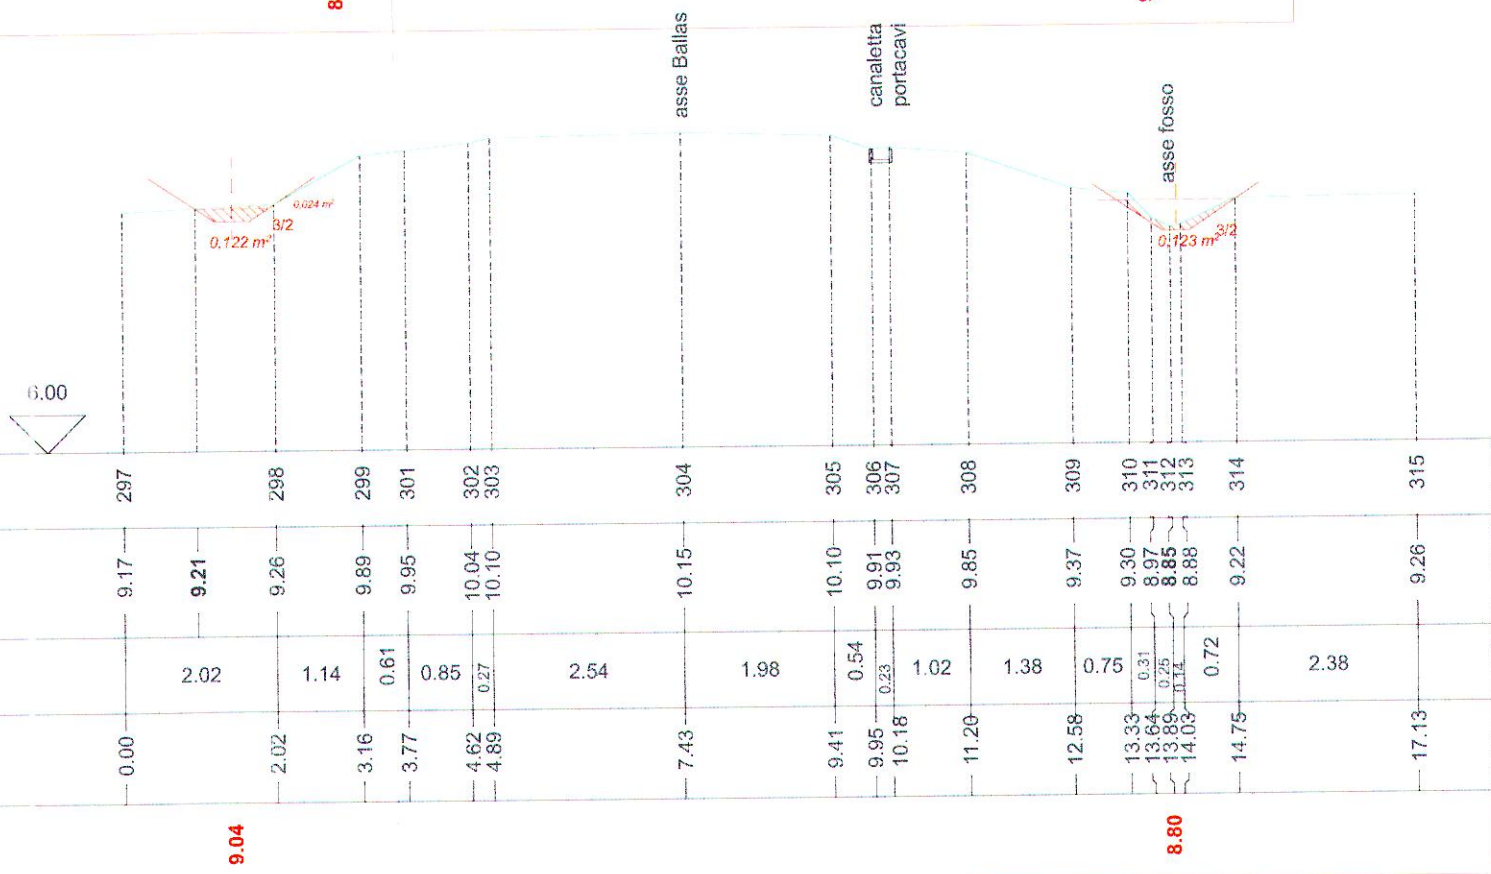 asse Ballas
canaletta
portacavi
asse fosso
0,024 m²
3/2
0.122 m²
3/2
0.123 m²
6.00
297 298 299 301 302 303 304 305 306 307 308 309 310 311 312 313 314 315
9.17 9.21 9.26 9.89 9.95 10.04 10.10 10.15 10.10 9.91 9.93 9.85 9.37 9.30 8.97 8.85 8.88 9.22 9.26
2.02 1.14 0.61 0.85 0.27 2.54 1.98 0.54 0.23 1.02 1.38 0.75 0.31 0.25 0.14 0.72 2.38
0.00 2.02 3.16 3.77 4.62 4.89 7.43 9.41 9.95 10.18 11.20 12.58 13.33 13.64 13.89 14.03 14.75 17.13
9.04 8.80